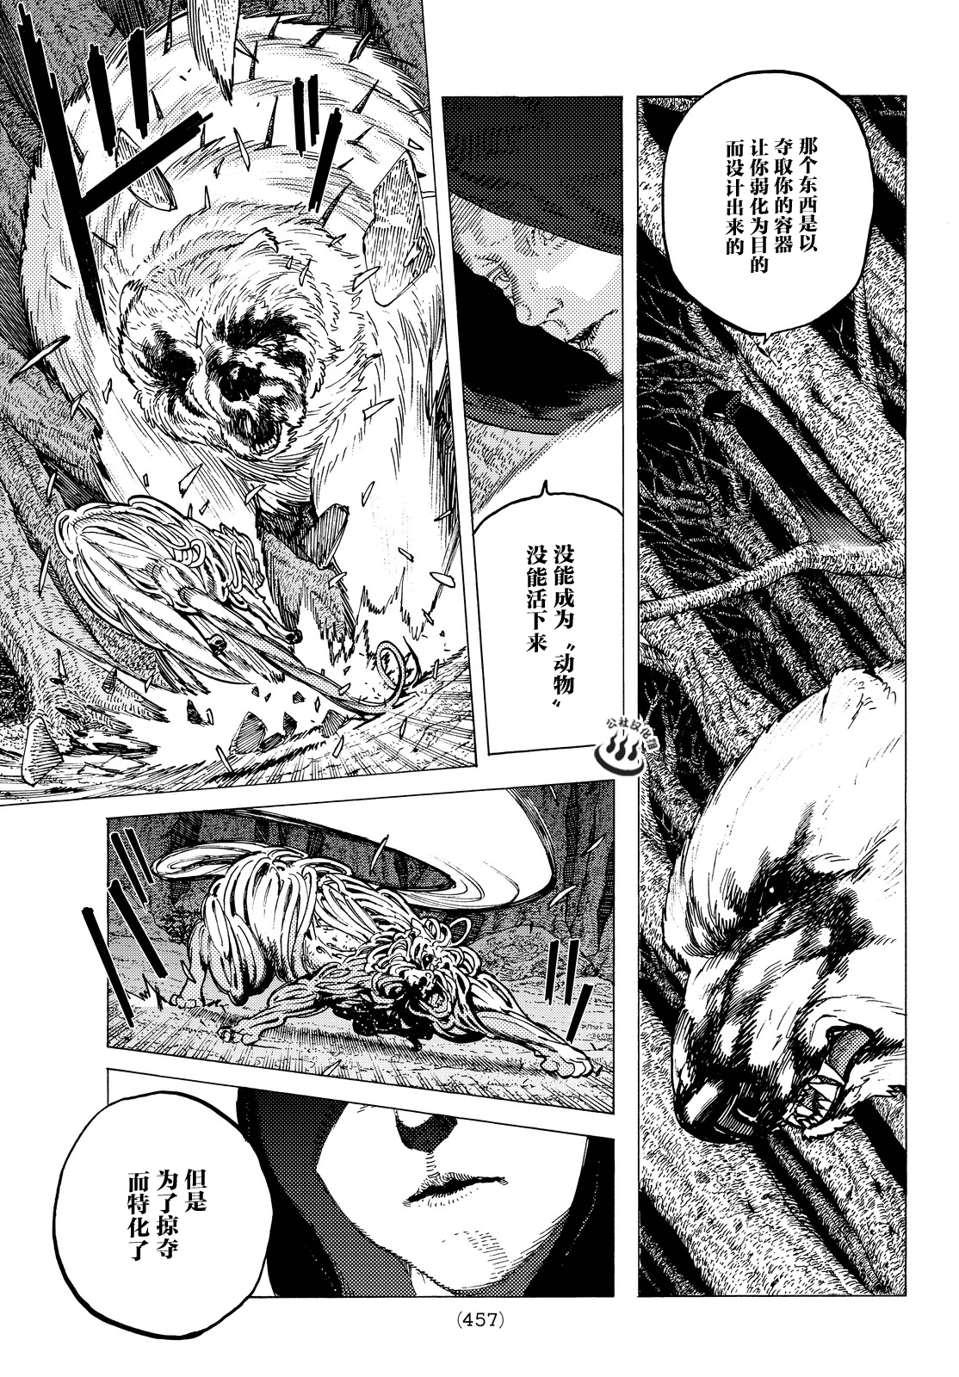 那个东西是以
夺取你的容器
让你弱化为目的
而设计出来的
没能成为〝动物〟
没能活下来
但是
为了掠夺
而特化了
(457)